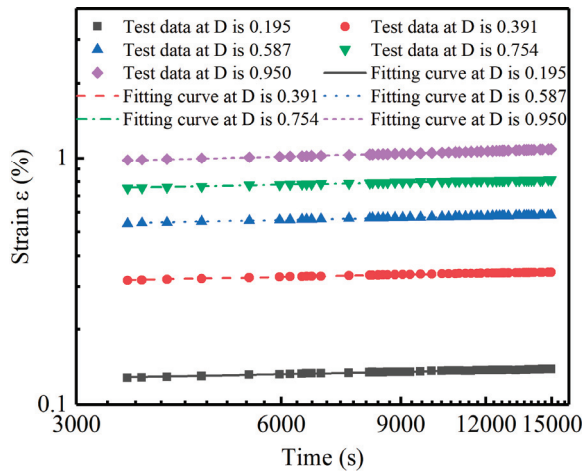 Test data at D is 0.195 Test data at D is 0.391
Test data at D is 0.587 Test data at D is 0.754
Test data at D is 0.950 Fitting curve at D is 0.195
Fitting curve at D is 0.391 Fitting curve at D is 0.587
Fitting curve at D is 0.754 Fitting curve at D is 0.950
Strain ε (%)
1
0.1
3000 6000 9000 12000 15000
Time (s)